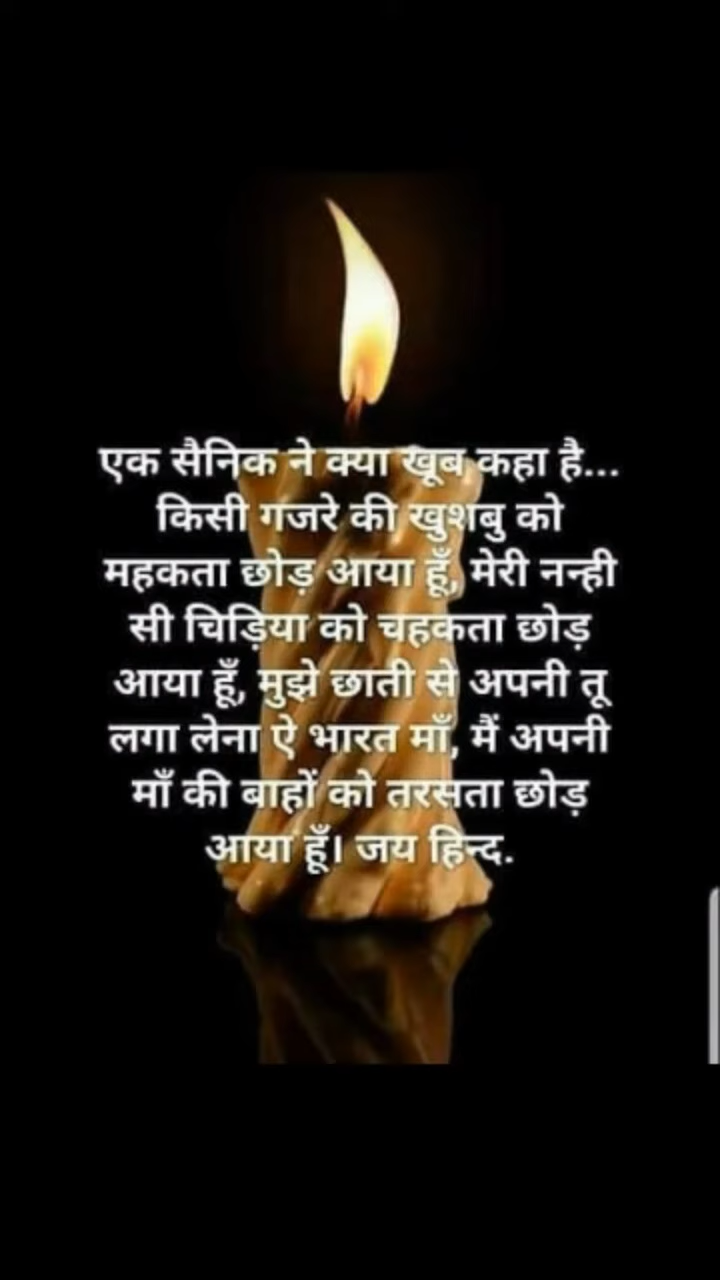 एक सैनिक ने क्या खूब कहा है...
किसी गजरे की खुशबु को
महकता छोड़ आया हूँ, मेरी नन्ही
सी चिड़िया को चहकता छोड़
आया हूँ, मुझे छाती से अपनी तू
लगा लेना ऐ भारत माँ, मैं अपनी
माँ की बाहों को तरसता छोड़
आया हूँ। जय हिन्द.